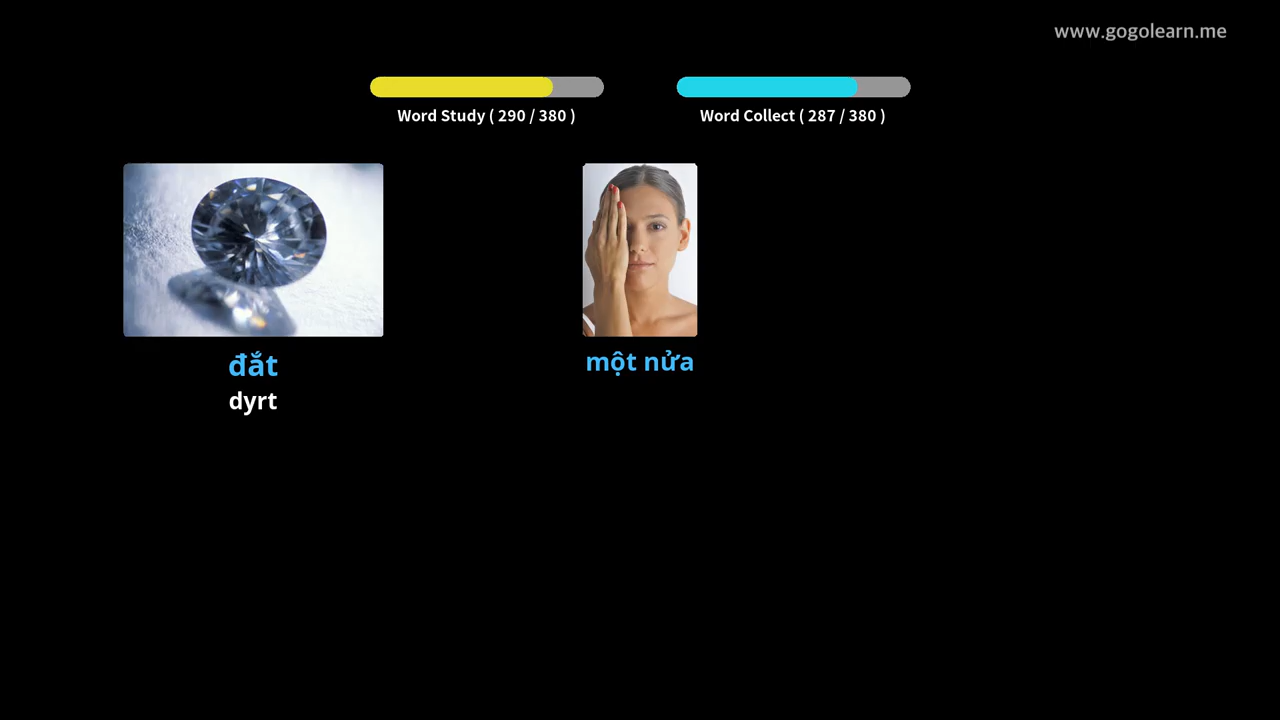 www.gogolearn.me
Word Study ( 290 / 380 )
Word Collect ( 287 / 380 )
đắt
dyrt
một nửa